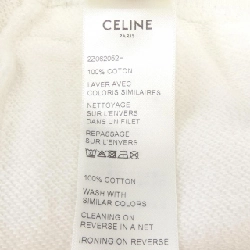 CELINE
PARIS
100% COTTON
LAVER AVEC
COLORIS SIMILAIRES
NETTOYAGE
SUR L'ENVERS
DANS UN FILET
REPASSAGE
SUR L'ENVERS
100% COTTON
WASH WITH
SIMILAR COLORS
CLEANING ON
REVERSE IN A NET
IRONING ON REVERSE